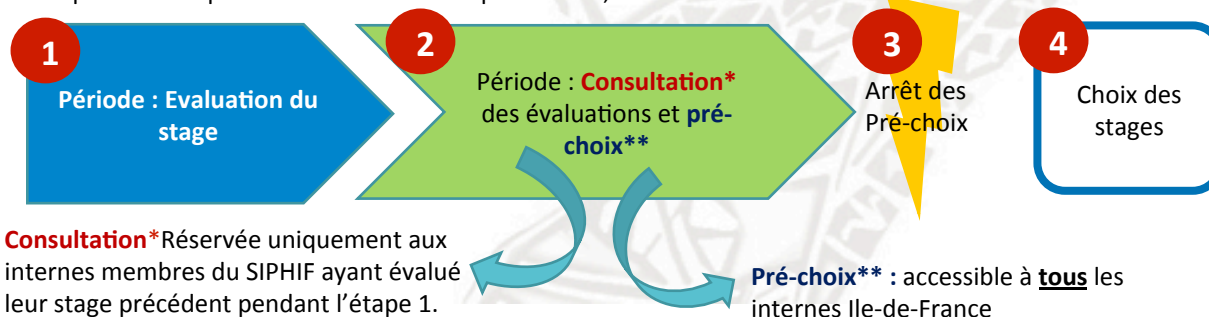 1
Période : Evaluation du
stage
2
Période : Consultation*
des évaluations et pré-
choix**
3
Arrêt des
Pré-choix
4
Choix des
stages
Consultation*Réservée uniquement aux
internes membres du SIPHIF ayant évalué
leur stage précédent pendant l'étape 1.
Pré-choix** : accessible à tous les
internes Ile-de-France